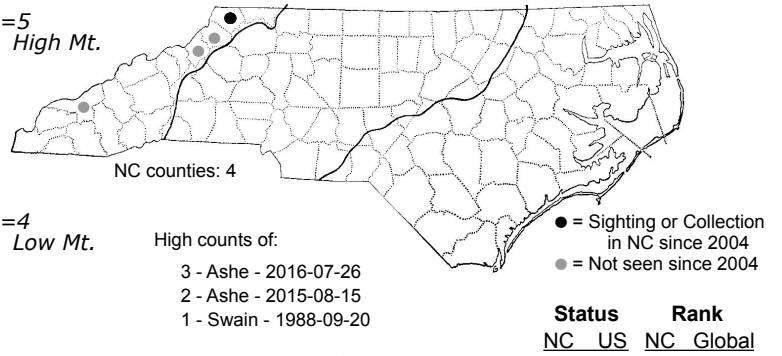 =5
High Mt.
NC counties: 4
=4
Low Mt.
High counts of:
3 - Ashe - 2016-07-26
2 - Ashe - 2015-08-15
1 - Swain - 1988-09-20
= Sighting or Collection
in NC since 2004
= Not seen since 2004
Status Rank
NC US NC Global